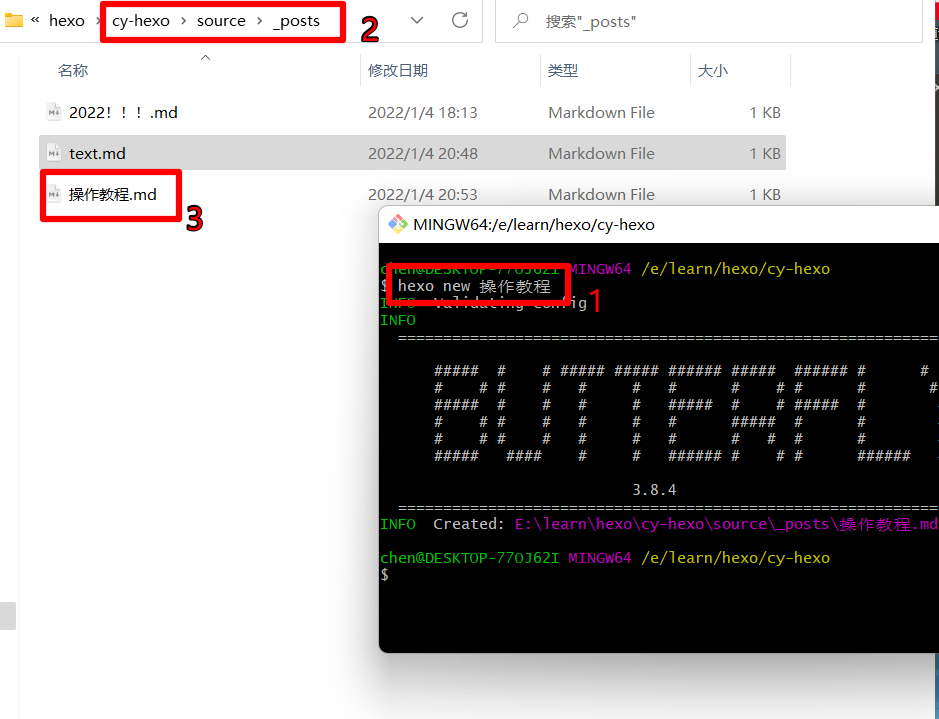 « hexo › cy-hexo › source › _posts
2
搜索"_posts"
名称 修改日期 类型 大小
2022！！！.md 2022/1/4 18:13 Markdown File 1 KB
text.md 2022/1/4 20:48 Markdown File 1 KB
操作教程.md 2022/1/4 20:53 Markdown File 1 KB
3
MINGW64:/e/learn/hexo/cy-hexo
chen@DESKTOP-77OJ62I MINGW64 /e/learn/hexo/cy-hexo
$ hexo new 操作教程
1
INFO Validating config
INFO
BUTTERFL
3.8.4
INFO Created: E:\learn\hexo\cy-hexo\source\_posts\操作教程.md
chen@DESKTOP-77OJ62I MINGW64 /e/learn/hexo/cy-hexo
$